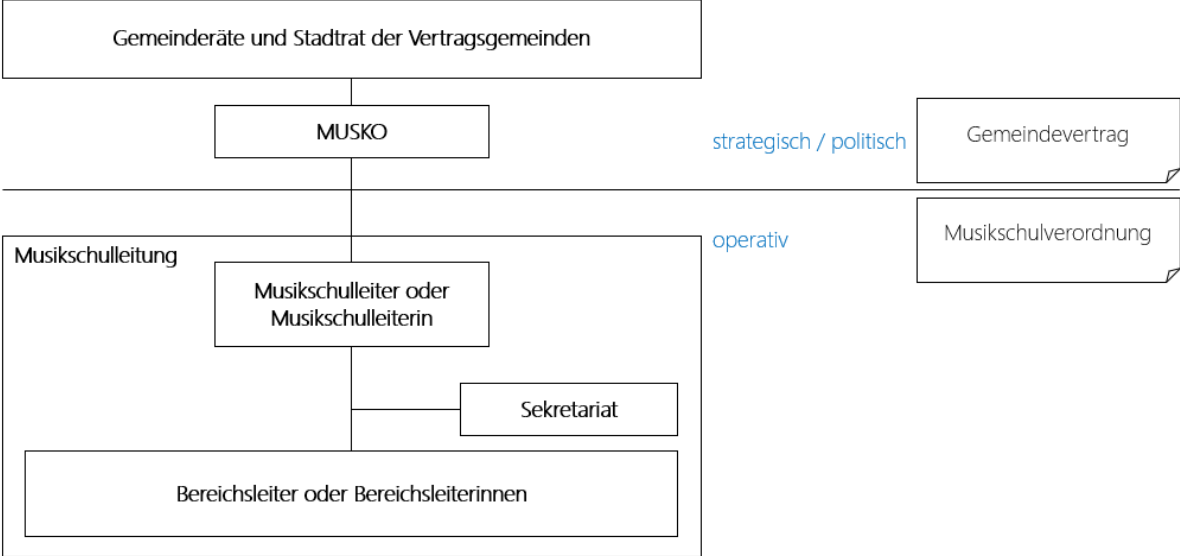 Gemeinderäte und Stadtrat der Vertragsgemeinden
MUSKO
strategisch / politisch
Gemeindevertrag
operativ
Musikschulverordnung
Musikschulleitung
Musikschulleiter oder
Musikschulleiterin
Sekretariat
Bereichsleiter oder Bereichsleiterinnen